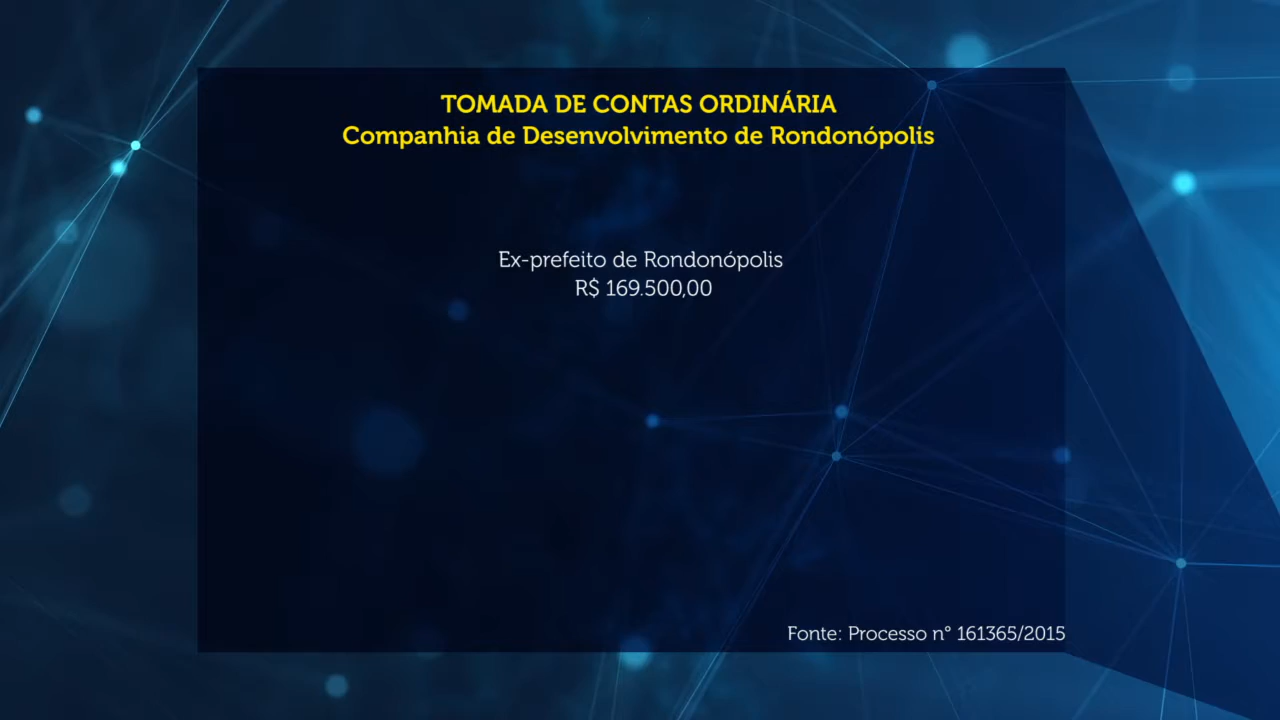 TOMADA DE CONTAS ORDINÁRIA
Companhia de Desenvolvimento de Rondonópolis
Ex-prefeito de Rondonópolis
R$ 169.500,00
Fonte: Processo n° 161365/2015